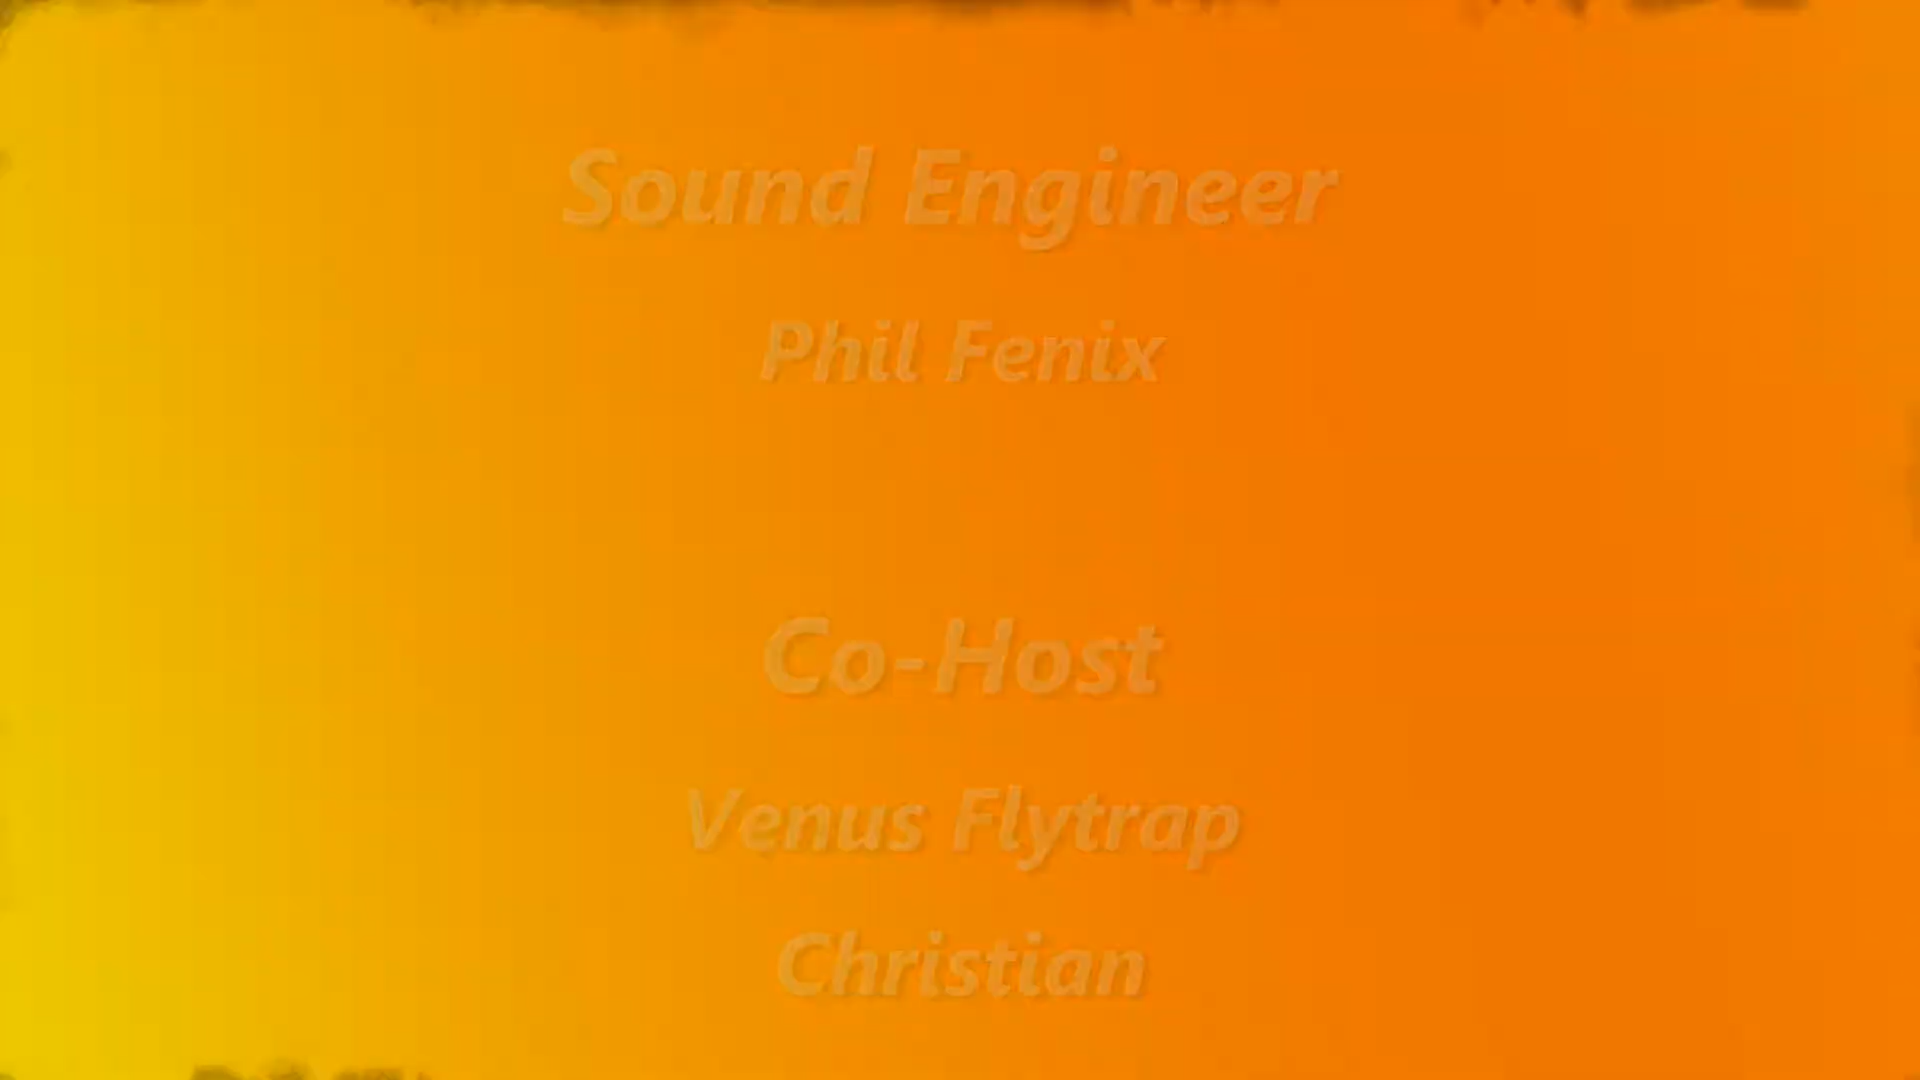 Sound Engineer
Phil Fenix
Co-Host
Venus Flytrap
Christian